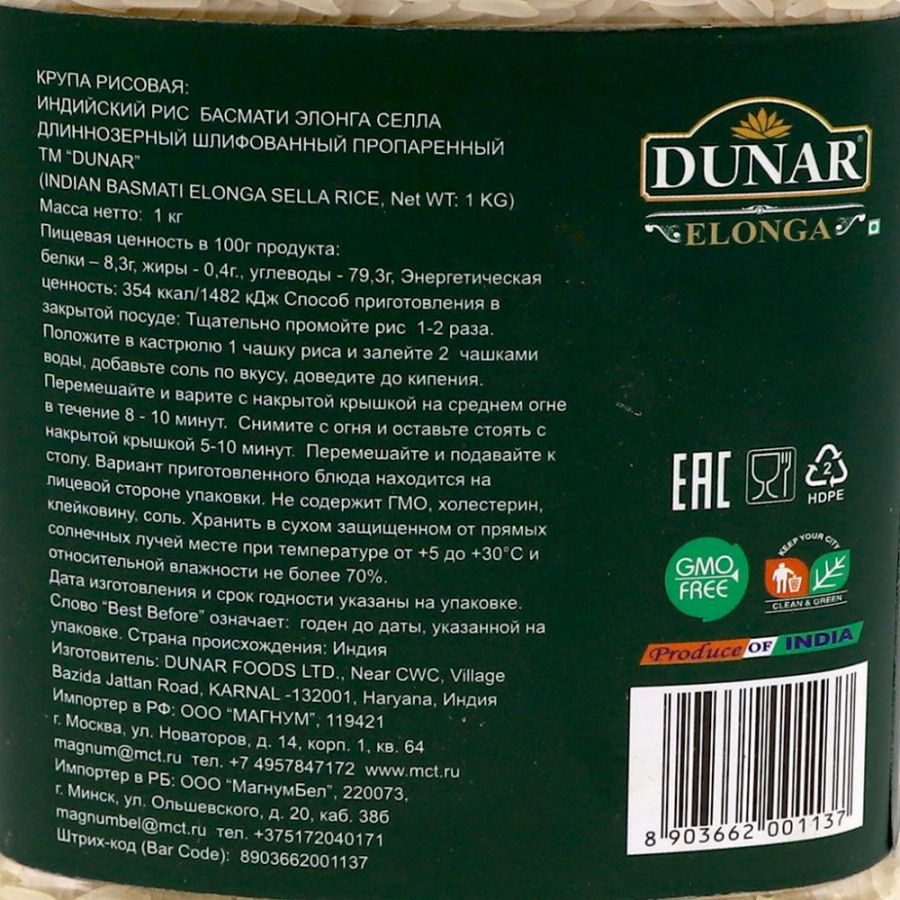 КРУПА РИСОВАЯ:
ИНДИЙСКИЙ РИС БАСМАТИ ЭЛОНГА СЕЛЛА
ДЛИННОЗЕРНЫЙ ШЛИФОВАННЫЙ ПРОПАРЕННЫЙ
ТМ "DUNAR"
(INDIAN BASMATI ELONGA SELLA RICE, Net WT: 1 KG)
Масса нетто: 1 кг
Пищевая ценность в 100г продукта:
белки – 8,3г, жиры - 0,4г., углеводы - 79,3г, Энергетическая
ценность: 354 ккал/1482 кДж Способ приготовления в
закрытой посуде: Тщательно промойте рис 1-2 раза.
Положите в кастрюлю 1 чашку риса и залейте 2 чашками
воды, добавьте соль по вкусу, доведите до кипения.
Перемешайте и варите с накрытой крышкой на среднем огне
в течение 8 - 10 минут. Снимите с огня и оставьте стоять с
накрытой крышкой 5-10 минут. Перемешайте и подавайте к
столу. Вариант приготовленного блюда находится на
лицевой стороне упаковки. Не содержит ГМО, холестерин,
клейковину, соль. Хранить в сухом защищенном от прямых
солнечных лучей месте при температуре от +5 до +30°С и
относительной влажности не более 70%.
Дата изготовления и срок годности указаны на упаковке.
Слово "Best Before" означает: годен до даты, указанной на
упаковке. Страна происхождения: Индия
Изготовитель: DUNAR FOODS LTD., Near CWC, Village
Bazida Jattan Road, KARNAL -132001, Haryana, Индия
Импортер в РФ: ООО "МАГНУМ", 119421
г. Москва, ул. Новаторов, д. 14, корп. 1, кв. 64
magnum@mct.ru тел. +7 4957847172 www.mct.ru
Импортер в РБ: ООО "МагнумБел", 220073,
г. Минск, ул. Ольшевского, д. 20, каб. 38б
magnumbel@mct.ru тел. +375172040171
Штрих-код (Bar Code): 8903662001137
DUNAR®
ELONGA
EAC
2
HDPE
GMO
FREE
KEEP YOUR CITY
CLEAN & GREEN
Produce OF INDIA
8 903662 001137